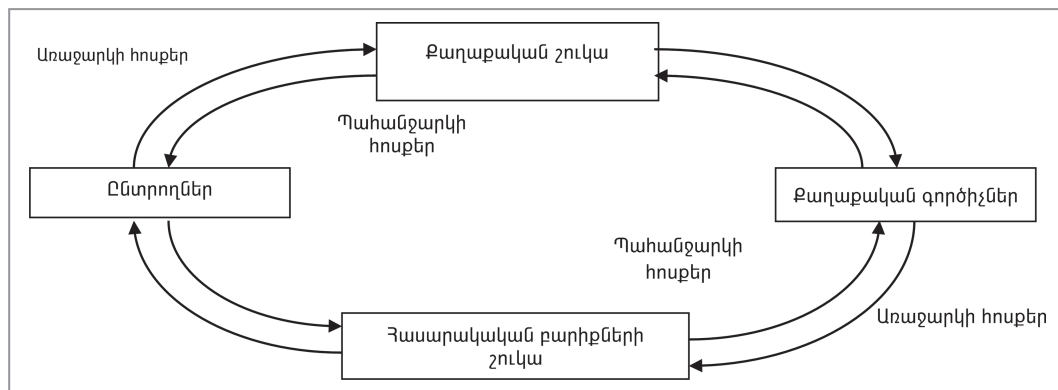 Առաջարկի հոսքեր
Քաղաքական շուկա
Պահանջարկի
հոսքեր
Ընտրողներ
Քաղաքական գործիչներ
Պահանջարկի
հոսքեր
Առաջարկի հոսքեր
Հասարակական բարիքների
շուկա